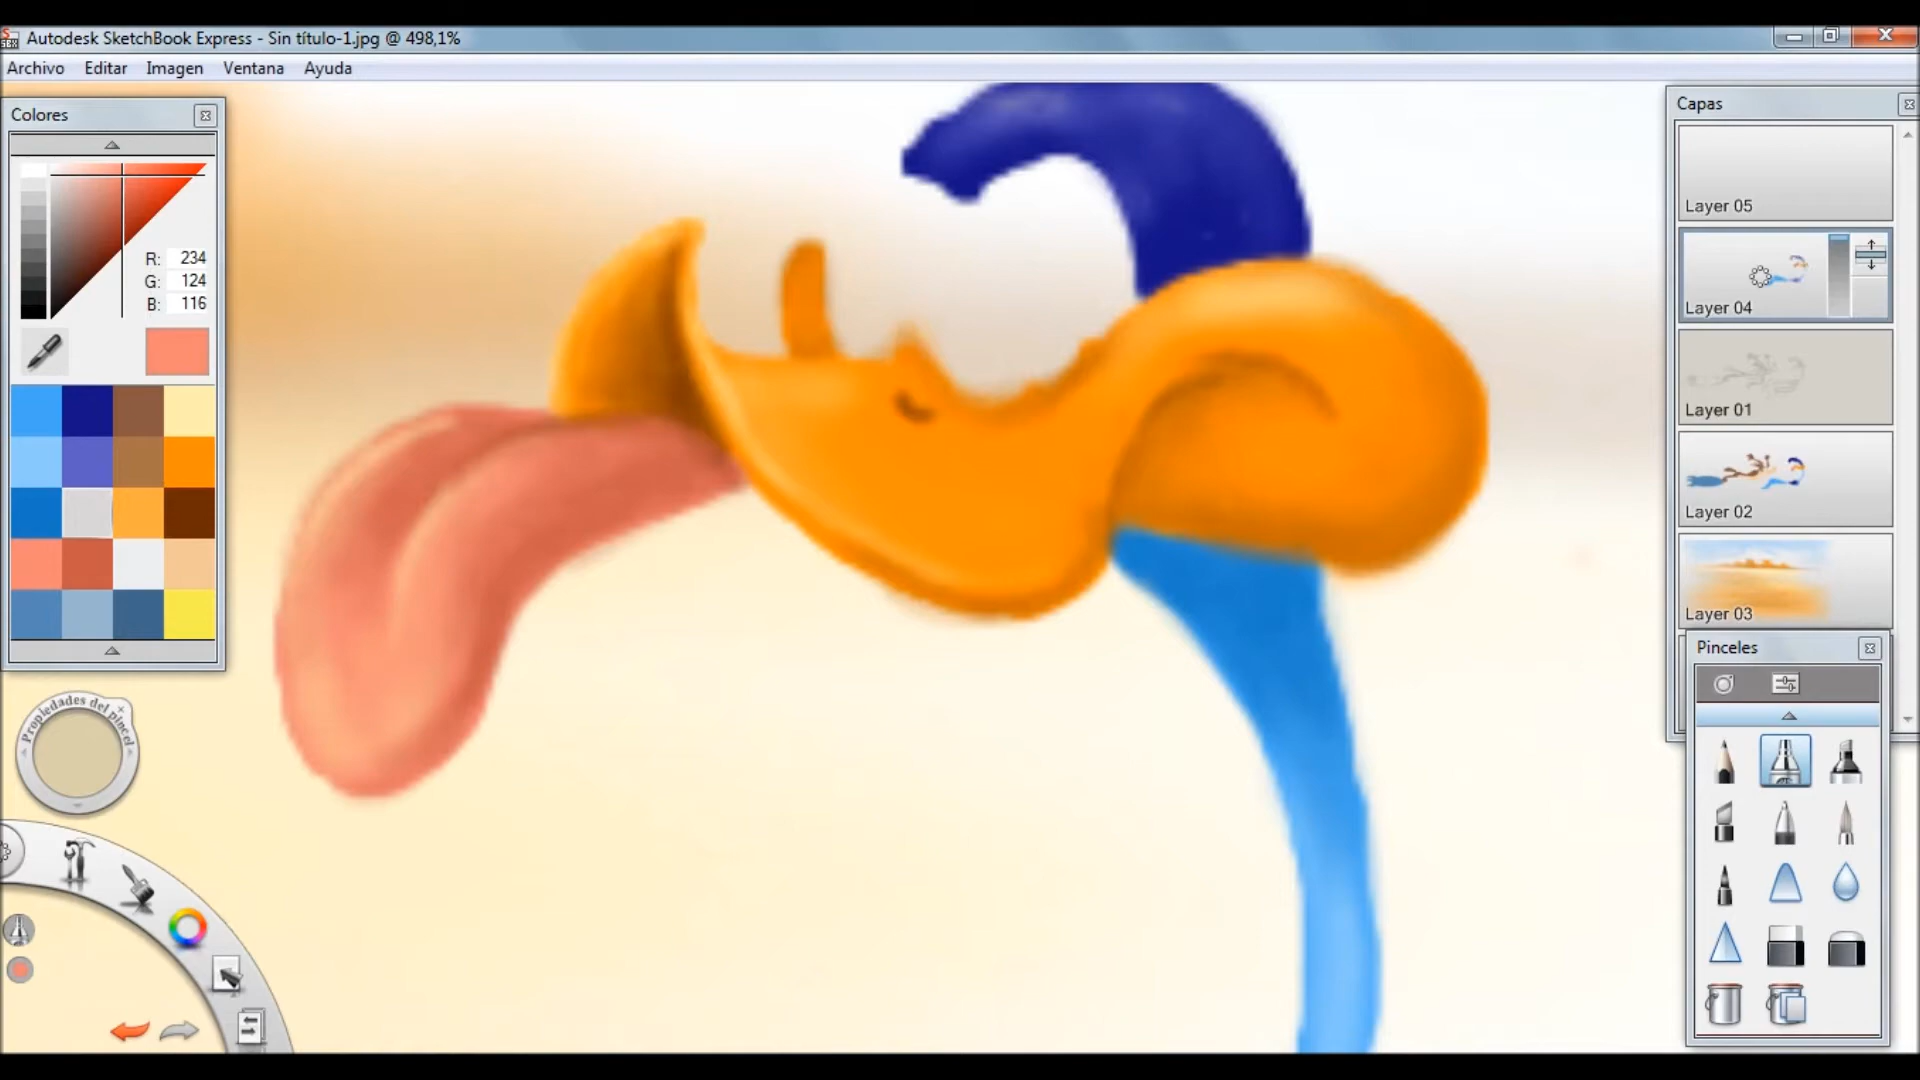 Autodesk SketchBook Express - Sin título-1.jpg @ 498,1%
Archivo Editar Imagen Ventana Ayuda
Colores
R: 234
G: 124
B: 116
Propiedades del pincel
Capas
Layer 05
Layer 04
Layer 01
Layer 02
Layer 03
Pinceles